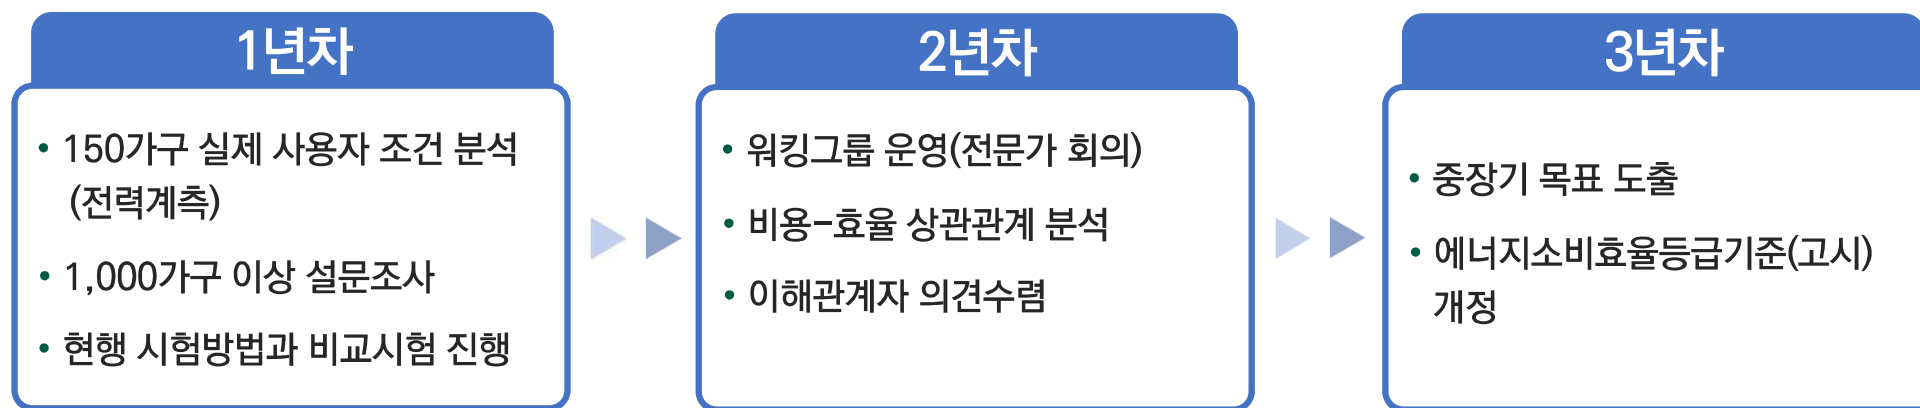 1년차
• 150가구 실제 사용자 조건 분석
(전력계측)
• 1,000가구 이상 설문조사
• 현행 시험방법과 비교시험 진행
2년차
• 워킹그룹 운영(전문가 회의)
• 비용-효율 상관관계 분석
• 이해관계자 의견수렴
3년차
• 중장기 목표 도출
• 에너지소비효율등급기준(고시)
개정